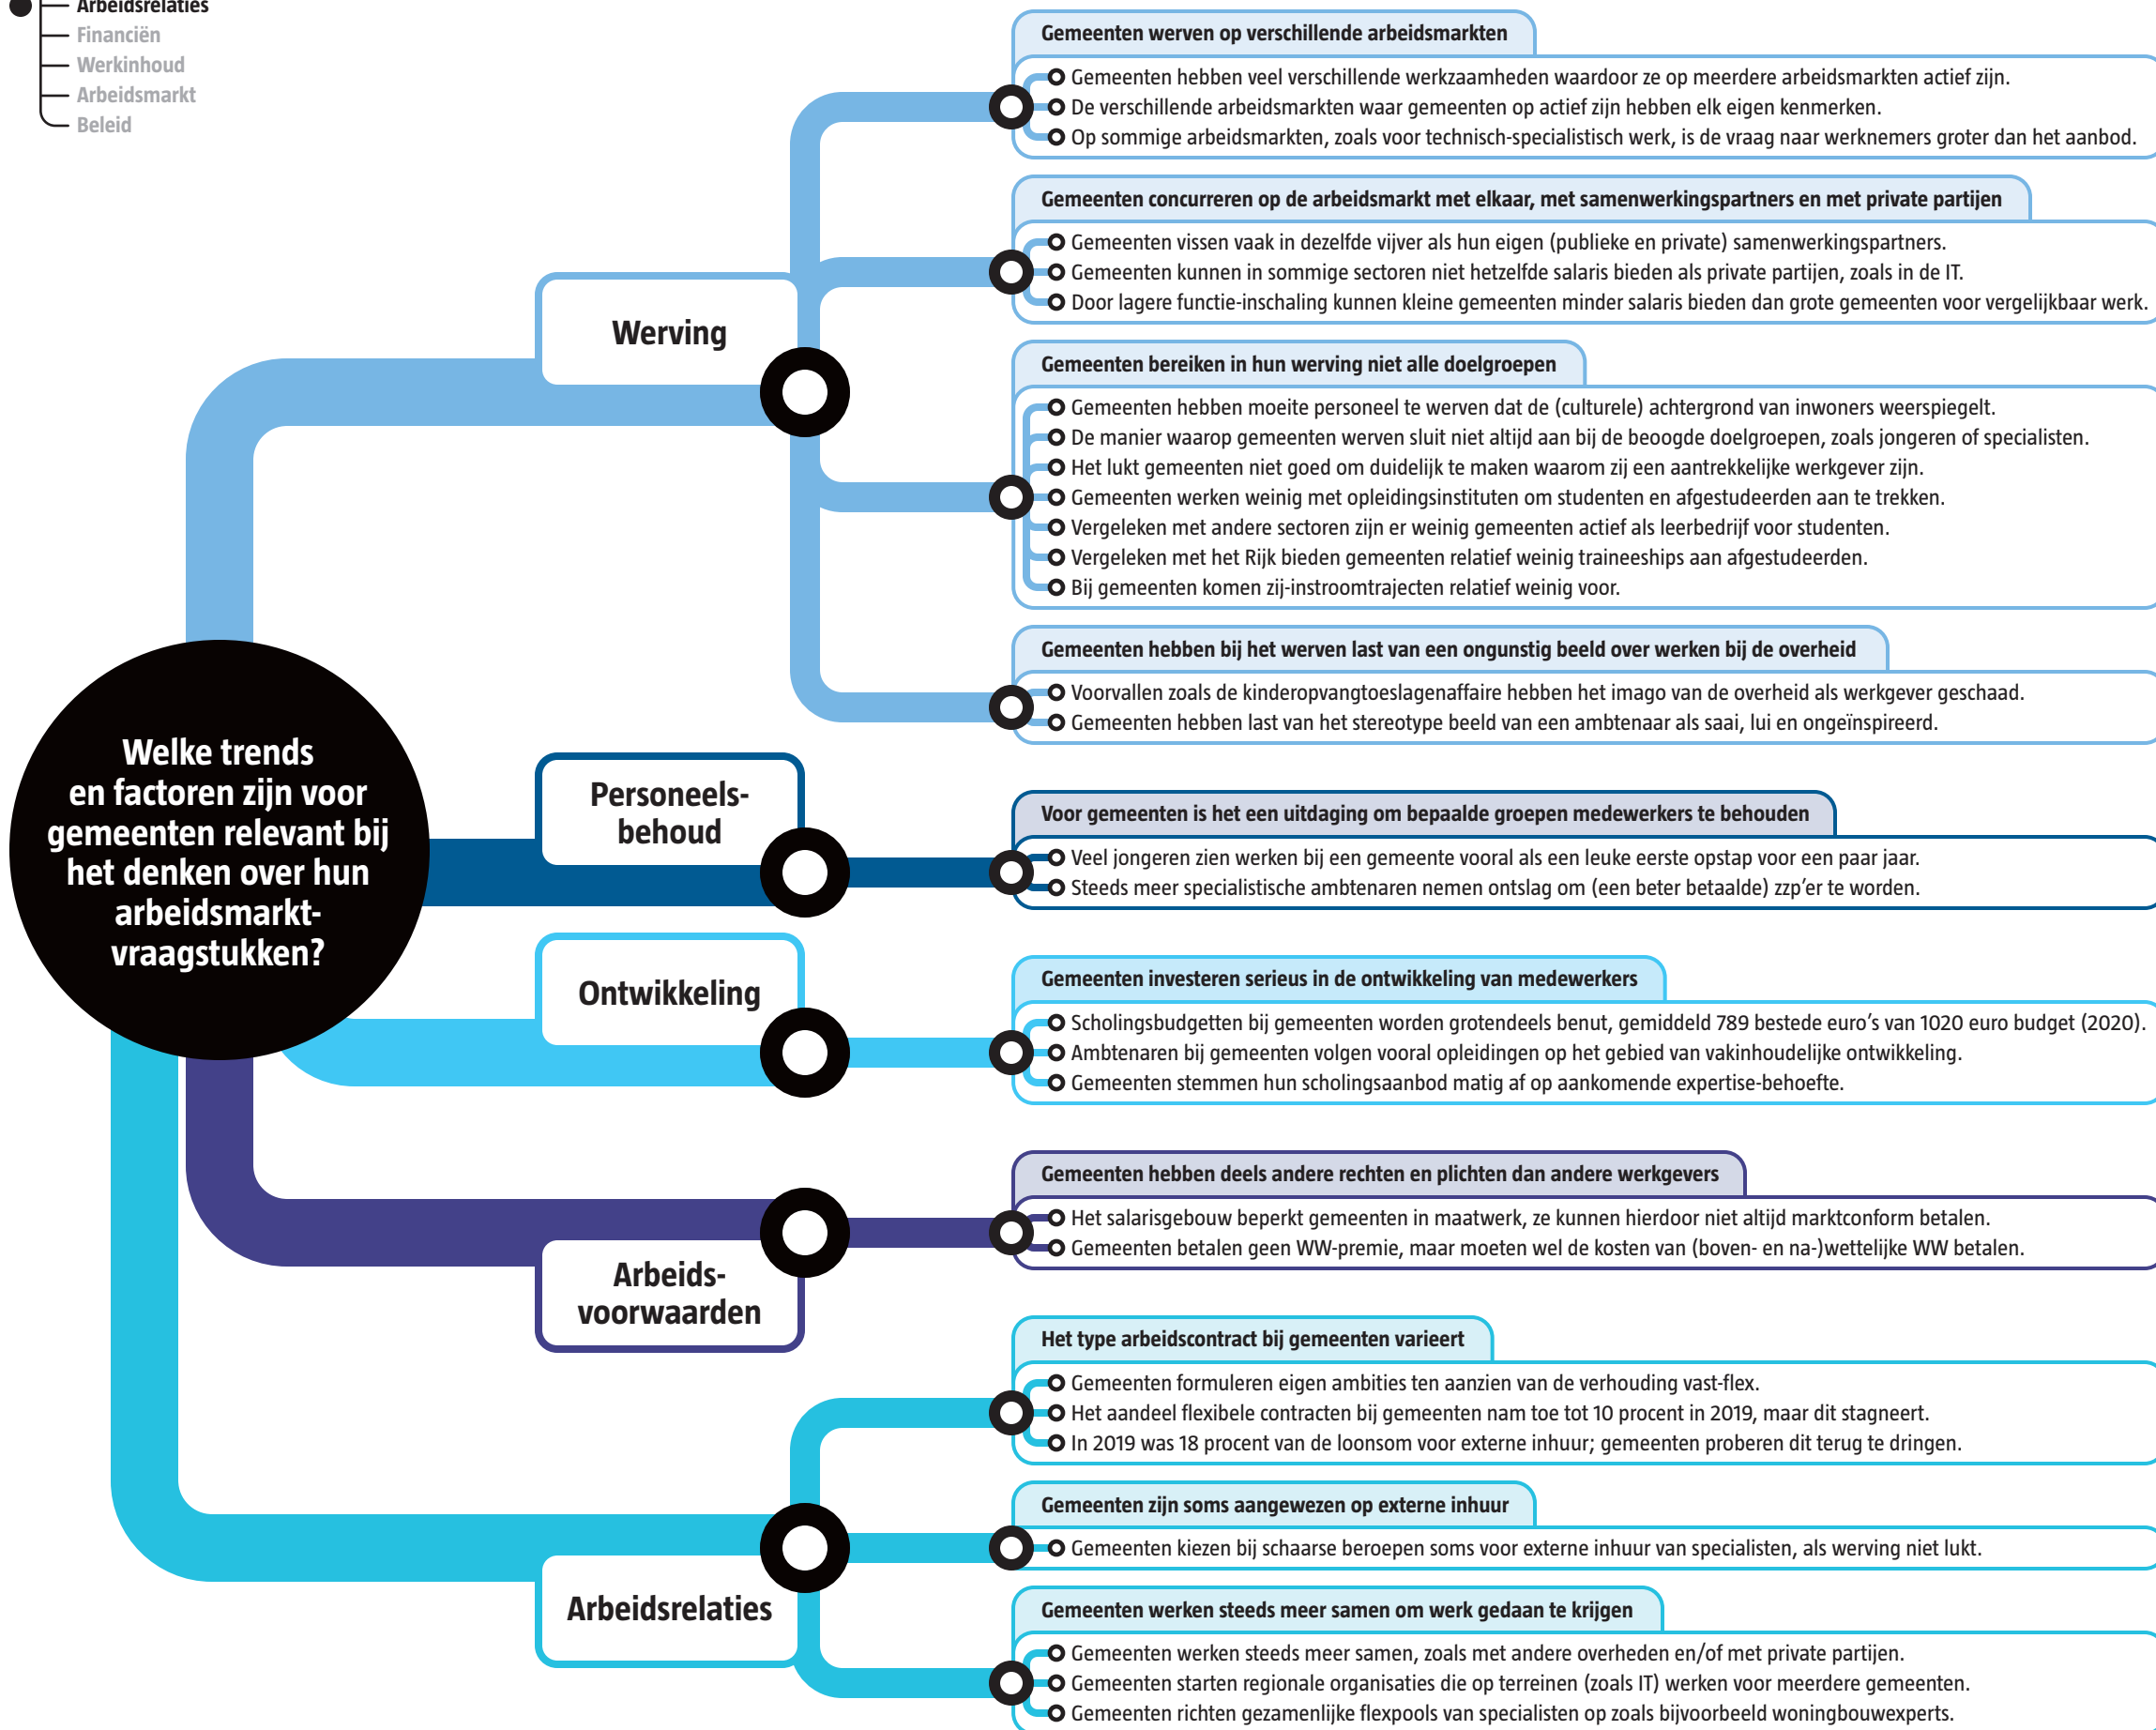 Arbeidsrelaties
Financiën
Werkinhoud
Arbeidsmarkt
Beleid
Welke trends
en factoren zijn voor
gemeenten relevant bij
het denken over hun
arbeidsmarkt-
vraagstukken?
Werving
Gemeenten werven op verschillende arbeidsmarkten
Gemeenten hebben veel verschillende werkzaamheden waardoor ze op meerdere arbeidsmarkten actief zijn.
De verschillende arbeidsmarkten waar gemeenten op actief zijn hebben elk eigen kenmerken.
Op sommige arbeidsmarkten, zoals voor technisch-specialistisch werk, is de vraag naar werknemers groter dan het aanbod.
Gemeenten concurreren op de arbeidsmarkt met elkaar, met samenwerkingspartners en met private partijen
Gemeenten vissen vaak in dezelfde vijver als hun eigen (publieke en private) samenwerkingspartners.
Gemeenten kunnen in sommige sectoren niet hetzelfde salaris bieden als private partijen, zoals in de IT.
Door lagere functie-inschaling kunnen kleine gemeenten minder salaris bieden dan grote gemeenten voor vergelijkbaar werk.
Gemeenten bereiken in hun werving niet alle doelgroepen
Gemeenten hebben moeite personeel te werven dat de (culturele) achtergrond van inwoners weerspiegelt.
De manier waarop gemeenten werven sluit niet altijd aan bij de beoogde doelgroepen, zoals jongeren of specialisten.
Het lukt gemeenten niet goed om duidelijk te maken waarom zij een aantrekkelijke werkgever zijn.
Gemeenten werken weinig met opleidingsinstituten om studenten en afgestudeerden aan te trekken.
Vergeleken met andere sectoren zijn er weinig gemeenten actief als leerbedrijf voor studenten.
Vergeleken met het Rijk bieden gemeenten relatief weinig traineeships aan afgestudeerden.
Bij gemeenten komen zij-instroomtrajecten relatief weinig voor.
Gemeenten hebben bij het werven last van een ongunstig beeld over werken bij de overheid
Voorvallen zoals de kinderopvangtoeslagenaffaire hebben het imago van de overheid als werkgever geschaad.
Gemeenten hebben last van het stereotype beeld van een ambtenaar als saai, lui en ongeïnspireerd.
Personeels-
behoud
Voor gemeenten is het een uitdaging om bepaalde groepen medewerkers te behouden
Veel jongeren zien werken bij een gemeente vooral als een leuke eerste opstap voor een paar jaar.
Steeds meer specialistische ambtenaren nemen ontslag om (een beter betaalde) zzp’er te worden.
Ontwikkeling
Gemeenten investeren serieus in de ontwikkeling van medewerkers
Scholingsbudgetten bij gemeenten worden grotendeels benut, gemiddeld 789 bestede euro’s van 1020 euro budget (2020).
Ambtenaren bij gemeenten volgen vooral opleidingen op het gebied van vakinhoudelijke ontwikkeling.
Gemeenten stemmen hun scholingsaanbod matig af op aankomende expertise-behoefte.
Arbeids-
voorwaarden
Gemeenten hebben deels andere rechten en plichten dan andere werkgevers
Het salarisgebouw beperkt gemeenten in maatwerk, ze kunnen hierdoor niet altijd marktconform betalen.
Gemeenten betalen geen WW-premie, maar moeten wel de kosten van (boven- en na-)wettelijke WW betalen.
Arbeidsrelaties
Het type arbeidscontract bij gemeenten varieert
Gemeenten formuleren eigen ambities ten aanzien van de verhouding vast-flex.
Het aandeel flexibele contracten bij gemeenten nam toe tot 10 procent in 2019, maar dit stagneert.
In 2019 was 18 procent van de loonsom voor externe inhuur; gemeenten proberen dit terug te dringen.
Gemeenten zijn soms aangewezen op externe inhuur
Gemeenten kiezen bij schaarse beroepen soms voor externe inhuur van specialisten, als werving niet lukt.
Gemeenten werken steeds meer samen om werk gedaan te krijgen
Gemeenten werken steeds meer samen, zoals met andere overheden en/of met private partijen.
Gemeenten starten regionale organisaties die op terreinen (zoals IT) werken voor meerdere gemeenten.
Gemeenten richten gezamenlijke flexpools van specialisten op zoals bijvoorbeeld woningbouwexperts.